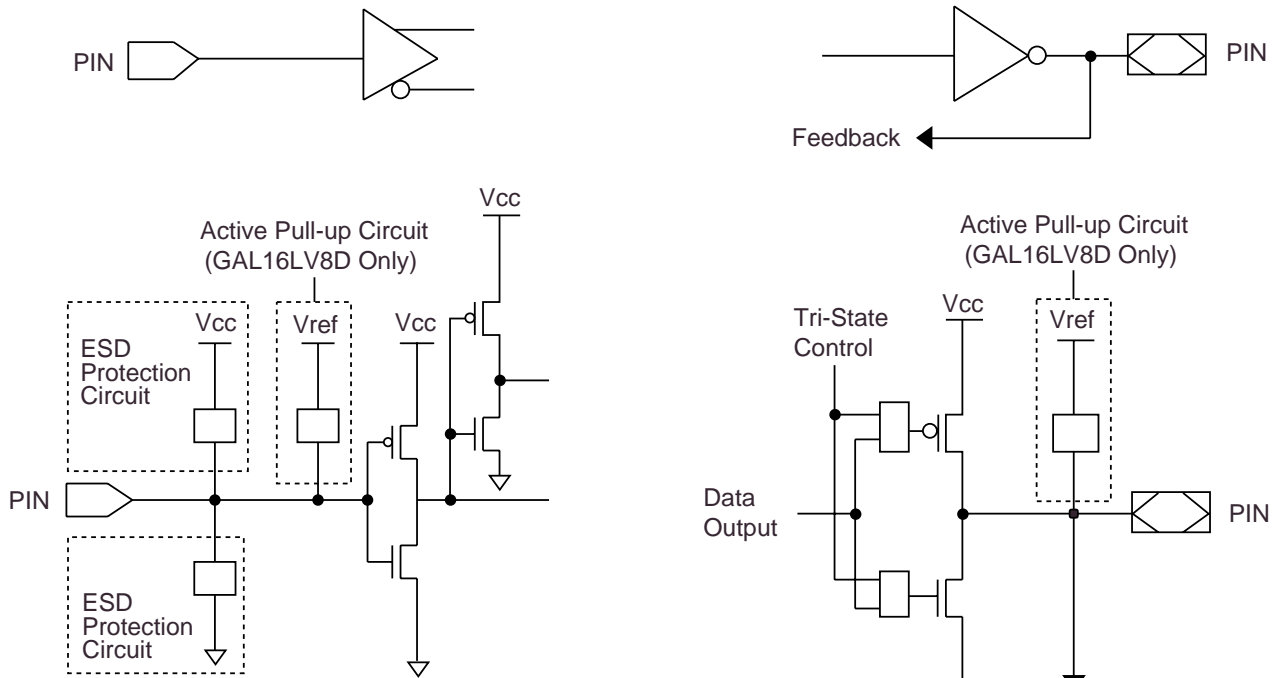 PIN
PIN
Feedback
Vcc
Active Pull-up Circuit
(GAL16LV8D Only)
Vcc
Vref
Vcc
ESD
Protection
Circuit
PIN
ESD
Protection
Circuit
Active Pull-up Circuit
(GAL16LV8D Only)
Tri-State
Control
Vcc
Vref
Data
Output
PIN